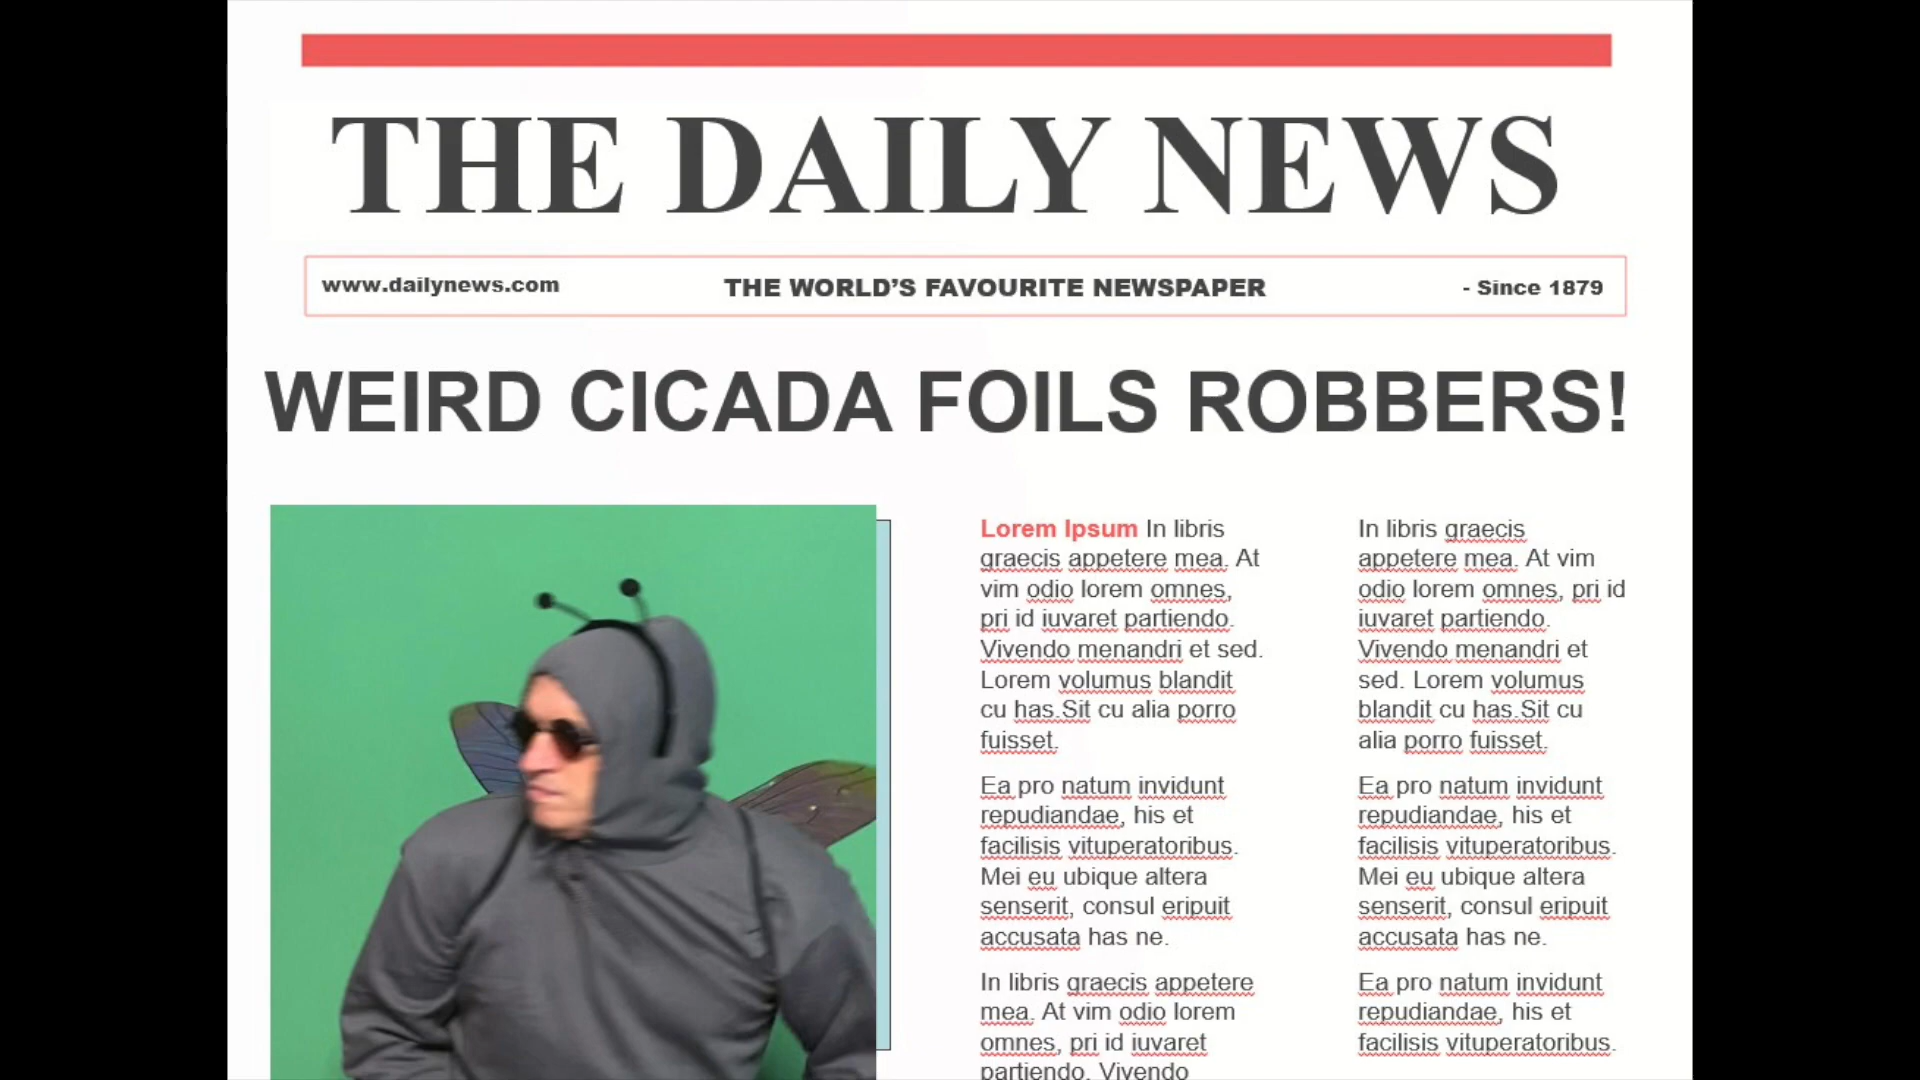 THE DAILY NEWS
www.dailynews.com THE WORLD’S FAVOURITE NEWSPAPER - Since 1879
WEIRD CICADA FOILS ROBBERS!
Lorem Ipsum In libris
graecis appetere mea. At
vim odio lorem omnes,
pri id iuvaret partiendo.
Vivendo menandri et sed.
Lorem volumus blandit
cu has.Sit cu alia porro
fuisset.
Ea pro natum invidunt
repudiandae, his et
facilisis vituperatoribus.
Mei eu ubique altera
senserit, consul eripuit
accusata has ne.
In libris graecis appetere
mea. At vim odio lorem
omnes, pri id iuvaret
partiendo. Vivendo
In libris graecis
appetere mea. At vim
odio lorem omnes, pri id
iuvaret partiendo.
Vivendo menandri et
sed. Lorem volumus
blandit cu has.Sit cu
alia porro fuisset.
Ea pro natum invidunt
repudiandae, his et
facilisis vituperatoribus.
Mei eu ubique altera
senserit, consul eripuit
accusata has ne.
Ea pro natum invidunt
repudiandae, his et
facilisis vituperatoribus.